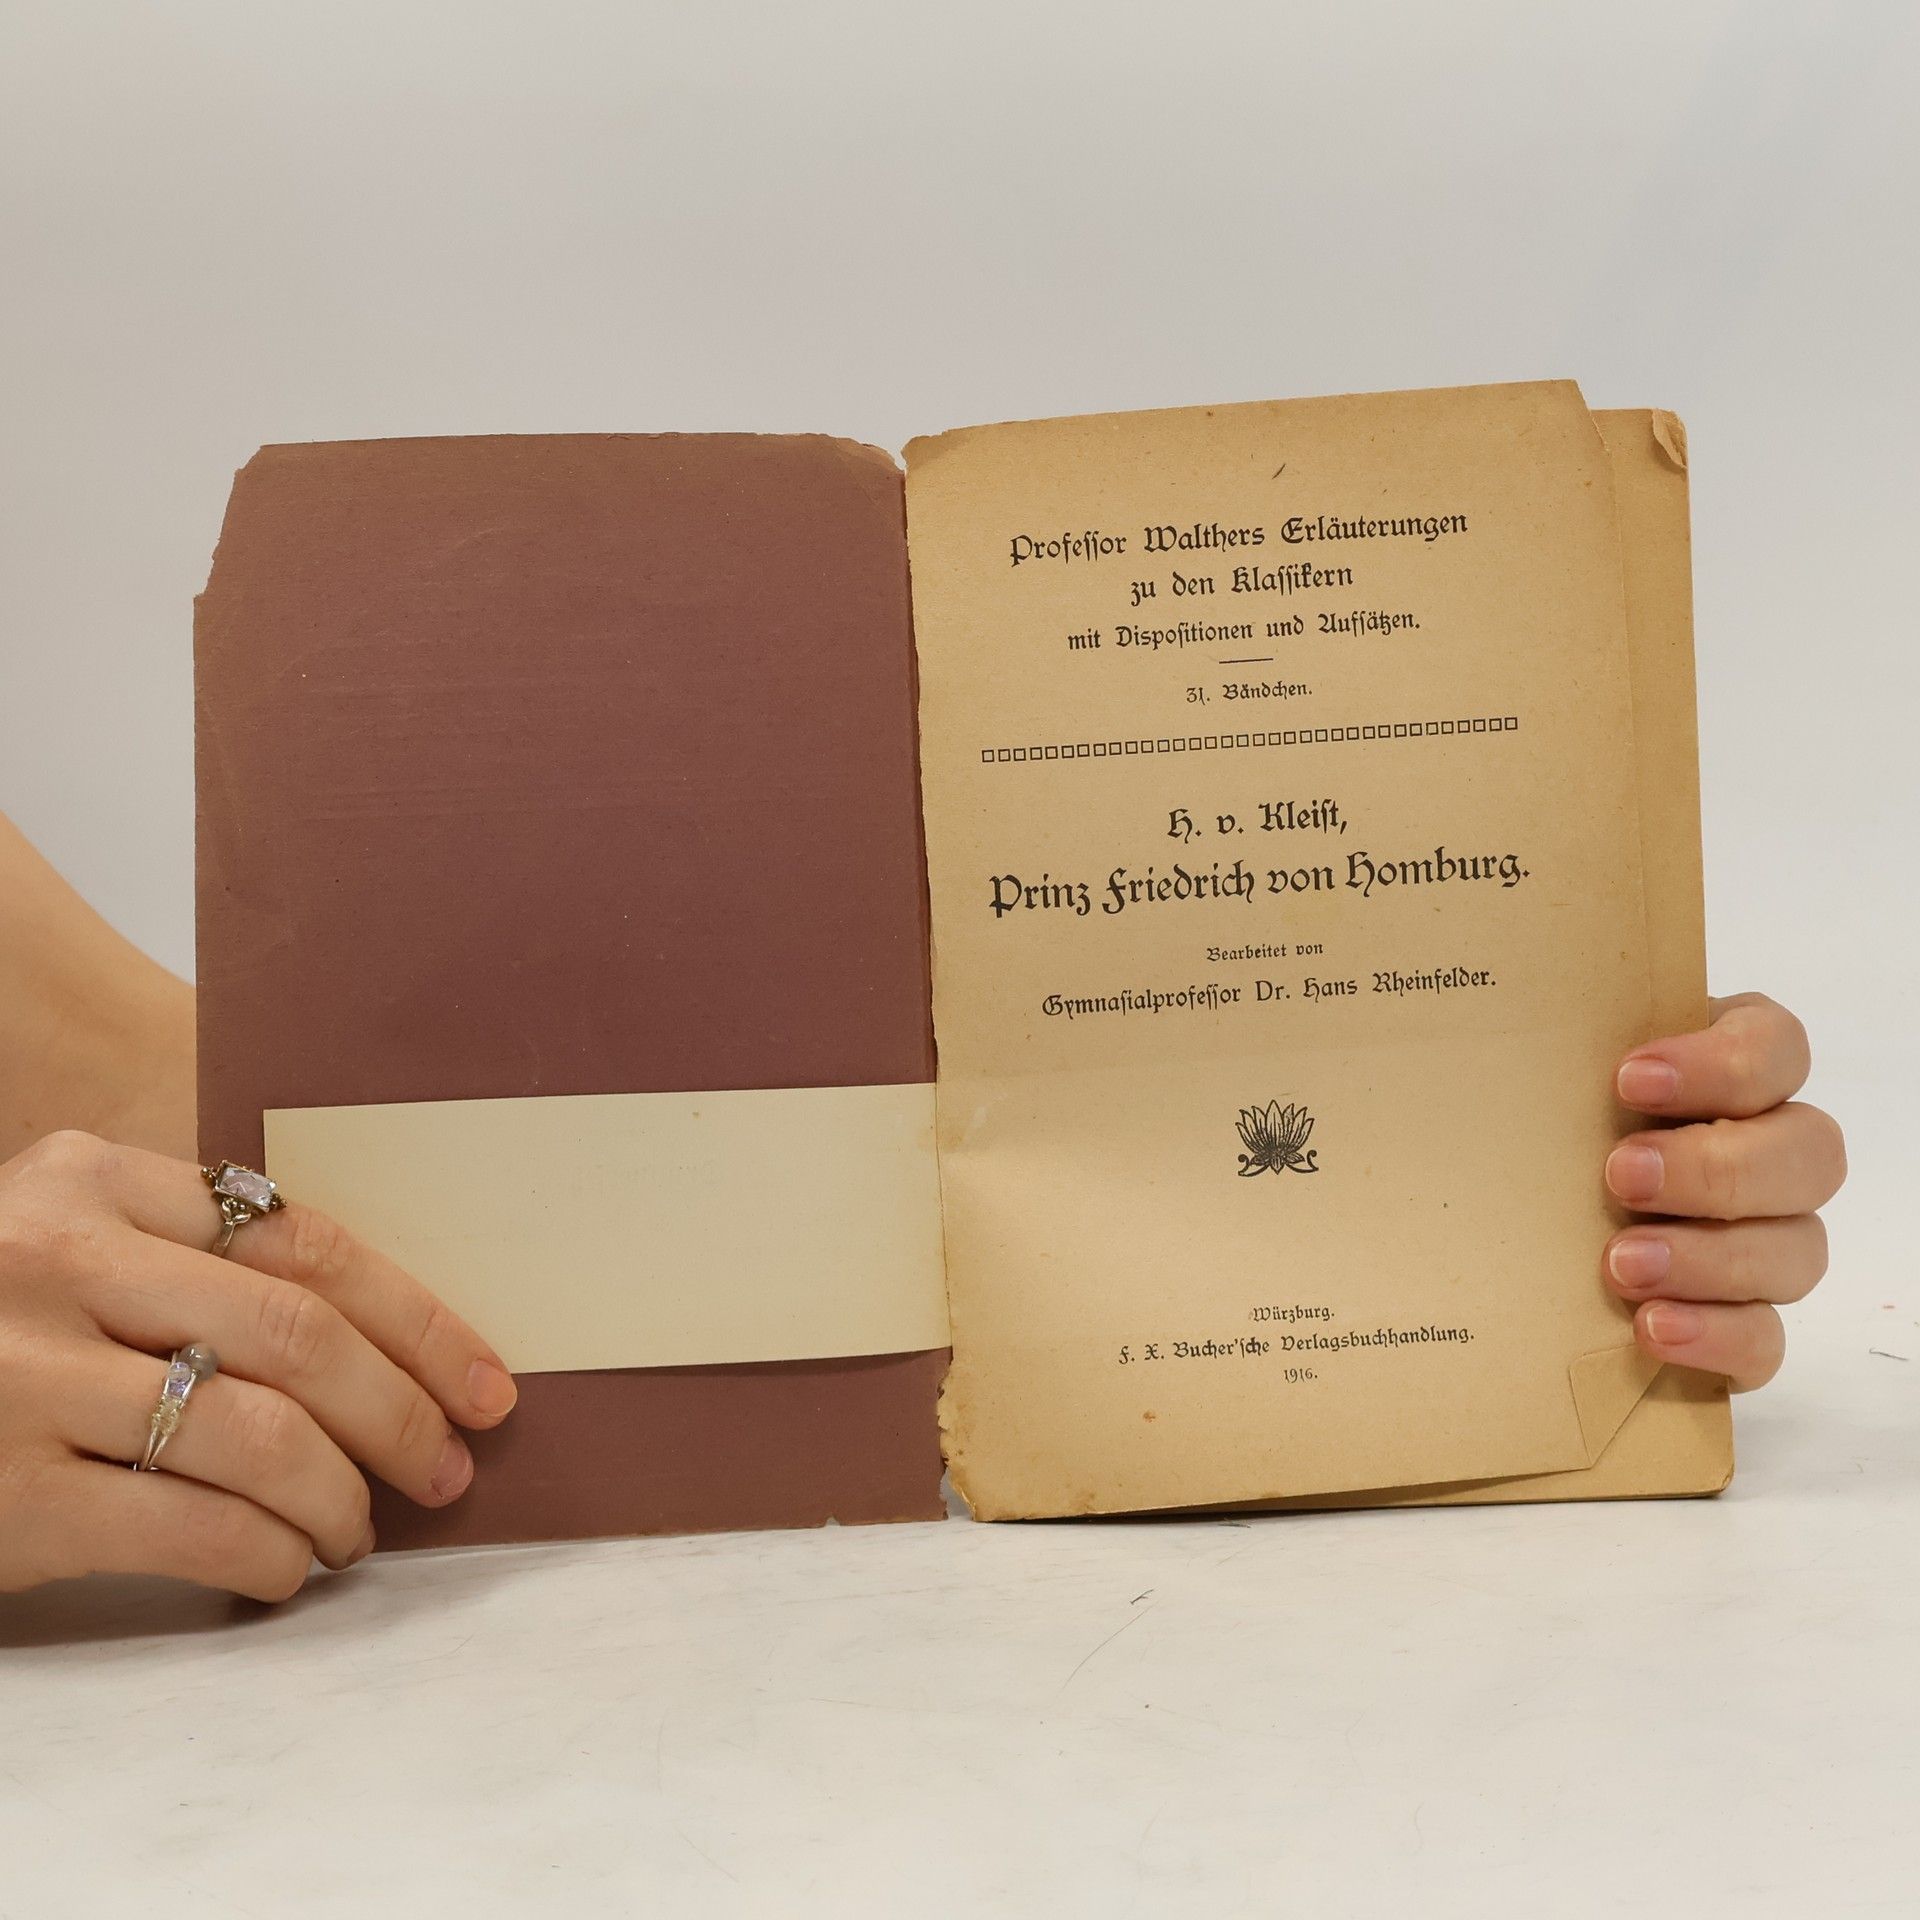 Professor Walthers Erläuterungen
zu den Klassikern
mit Dispositionen und Aufsätzen.
31. Bändchen.
H. v. Kleist,
Prinz Friedrich von Homburg.
Bearbeitet von
Gymnasialprofessor Dr. Hans Rheinfelder.
Würzburg.
F. X. Bucher'sche Verlagsbuchhandlung.
1916.